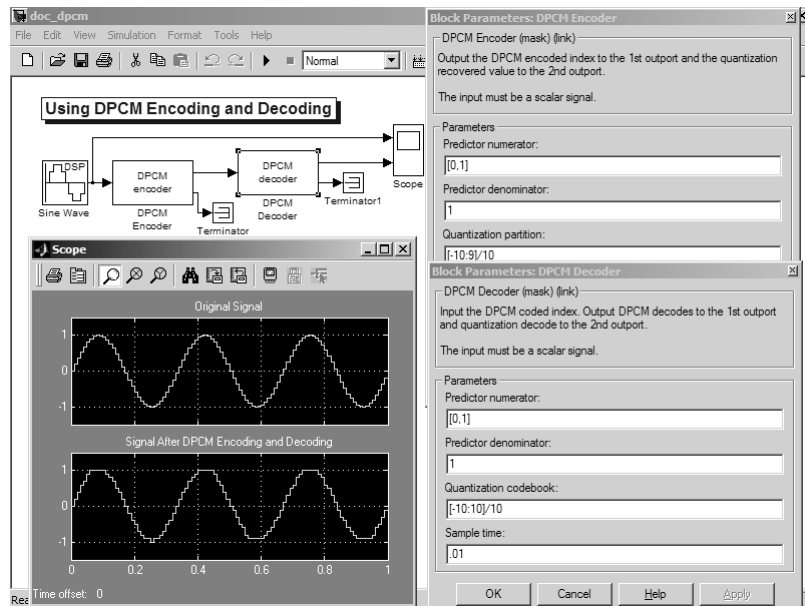 doc_dpcm
File Edit View Simulation Format Tools Help
Normal
Using DPCM Encoding and Decoding
DSP
Sine Wave
DPCM
encoder
DPCM
Encoder
Terminator
DPCM
decoder
DPCM
Decoder
Terminator1
Scope
Scope
Original Signal
1
0
-1
Signal After DPCM Encoding and Decoding
1
0
-1
0 0.2 0.4 0.6 0.8 1
Time offset: 0
Block Parameters: DPCM Encoder
DPCM Encoder (mask) (link)
Output the DPCM encoded index to the 1st outport and the quantization
recovered value to the 2nd outport.
The input must be a scalar signal.
Parameters
Predictor numerator:
[0,1]
Predictor denominator:
1
Quantization partition:
[-10:9]/10
Block Parameters: DPCM Decoder
DPCM Decoder (mask) (link)
Input the DPCM coded index. Output DPCM decodes to the 1st outport
and quantization decode to the 2nd outport.
The input must be a scalar signal.
Parameters
Predictor numerator:
[0,1]
Predictor denominator:
1
Quantization codebook:
[-10:10]/10
Sample time:
.01
OK Cancel Help Apply